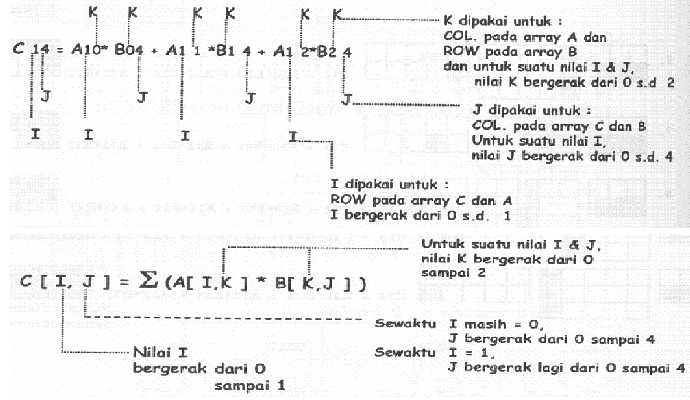 K K K K K K
C 14 = A10* B04 + A1 1 *B1 4 + A1 2*B2 4
J J J J
I I I I
K dipakai untuk :
COL. pada array A dan
ROW pada array B
dan untuk suatu nilai I & J,
nilai K bergerak dari 0 s.d 2
J dipakai untuk :
COL. pada array C dan B
Untuk suatu nilai I,
nilai J bergerak dari 0 s.d. 4
I dipakai untuk :
ROW pada array C dan A
I bergerak dari 0 s.d. 1
Untuk suatu nilai I & J,
nilai K bergerak dari 0
sampai 2
C [ I, J ] = Σ (A[ I,K ] * B[ K,J ] )
Sewaktu I masih = 0,
J bergerak dari 0 sampai 4
Sewaktu I = 1,
J bergerak lagi dari 0 sampai 4
Nilai I
bergerak dari 0
sampai 1